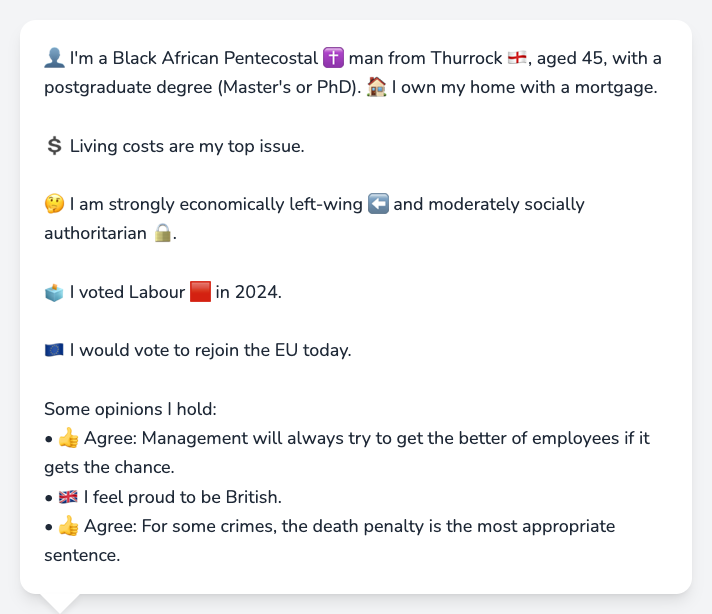 👤 I'm a Black African Pentecostal ✝️ man from Thurrock 🏴󠁧󠁢󠁥󠁮󠁧󠁿, aged 45, with a
postgraduate degree (Master's or PhD). 🏠 I own my home with a mortgage.
💲 Living costs are my top issue.
🤔 I am strongly economically left-wing ⬅️ and moderately socially
authoritarian 🔒.
🗳️ I voted Labour 🟥 in 2024.
🇪🇺 I would vote to rejoin the EU today.
Some opinions I hold:
• 👍 Agree: Management will always try to get the better of employees if it
gets the chance.
• 🇬🇧 I feel proud to be British.
• 👍 Agree: For some crimes, the death penalty is the most appropriate
sentence.